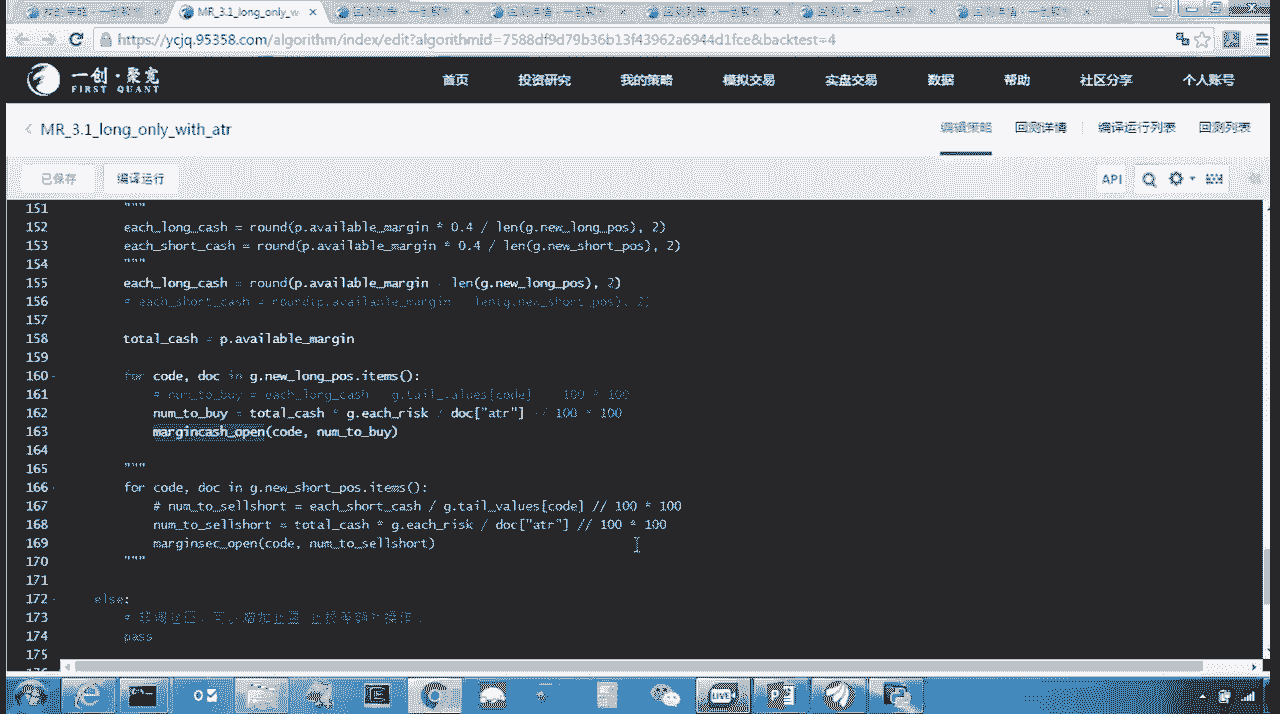 MR_3.1_long_only_w
https://ycjq.95358.com/algorithm/index/edit?algorithmId=7588df9d79b36b13f43962a6944d1fce&backtest=4
一创·聚宽
FIRST QUANT
首页 投资研究 我的策略 模拟交易 实盘交易 数据 帮助 社区分享 个人账号
MR_3.1_long_only_with_atr
编辑策略 回测详情 编译运行列表 回测列表
已保存 编译运行 API
151 """
152 each_long_cash = round(p.available_margin * 0.4 / len(g.new_long_pos), 2)
153 each_short_cash = round(p.available_margin * 0.4 / len(g.new_short_pos), 2)
154 """
155 each_long_cash = round(p.available_margin / len(g.new_long_pos), 2)
156 # each_short_cash = round(p.available_margin / len(g.new_short_pos), 2)
157
158 total_cash = p.available_margin
159
160 for code, doc in g.new_long_pos.items():
161 # num_to_buy = each_long_cash / g.tail_values[code] // 100 * 100
162 num_to_buy = total_cash * g.each_risk / doc["atr"] // 100 * 100
163 margincash_open(code, num_to_buy)
164
165 """
166 for code, doc in g.new_short_pos.items():
167 # num_to_sellshort = each_short_cash / g.tail_values[code] // 100 * 100
168 num_to_sellshort = total_cash * g.each_risk / doc["atr"] // 100 * 100
169 marginsec_open(code, num_to_sellshort)
170 """
171
172 else:
173 #
174 pass
175
LIVE